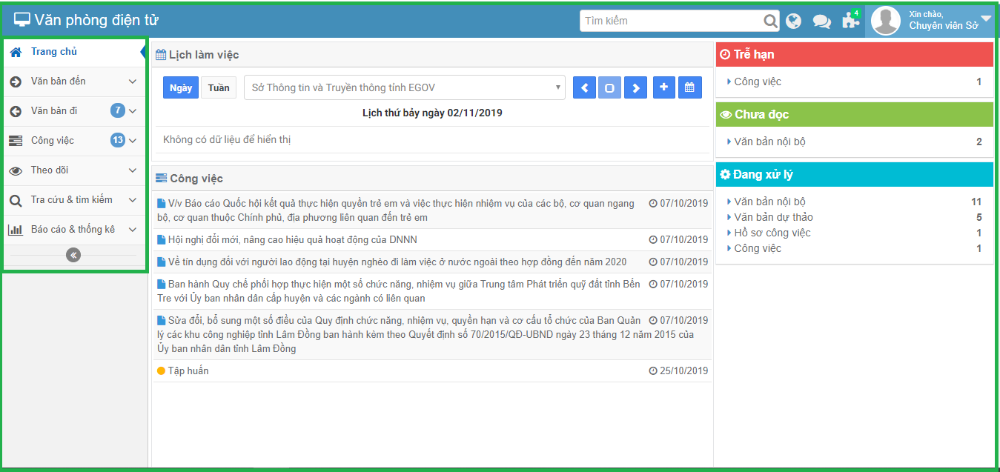 Văn phòng điện tử
Tìm kiếm
4
Xin chào,
Chuyên viên Sở
Trang chủ
Văn bản đến
Văn bản đi 7
Công việc 13
Theo dõi
Tra cứu & tìm kiếm
Báo cáo & thống kê
Lịch làm việc
Ngày Tuần Sở Thông tin và Truyền thông tỉnh EGOV
Lịch thứ bảy ngày 02/11/2019
Không có dữ liệu để hiển thị
Công việc
V/v Báo cáo Quốc hội kết quả thực hiện quyền trẻ em và việc thực hiện nhiệm vụ của các bộ, cơ quan ngang 07/10/2019
bộ, cơ quan thuộc Chính phủ, địa phương liên quan đến trẻ em
Hội nghị đổi mới, nâng cao hiệu quả hoạt động của DNNN 07/10/2019
Về tín dụng đối với người lao động tại huyện nghèo đi làm việc ở nước ngoài theo hợp đồng đến năm 2020 07/10/2019
Ban hành Quy chế phối hợp thực hiện một số chức năng, nhiệm vụ giữa Trung tâm Phát triển quỹ đất tỉnh Bến 07/10/2019
Tre với Ủy ban nhân dân cấp huyện và các ngành có liên quan
Sửa đổi, bổ sung một số điều của Quy định chức năng, nhiệm vụ, quyền hạn và cơ cấu tổ chức của Ban Quản 07/10/2019
lý các khu công nghiệp tỉnh Lâm Đồng ban hành kèm theo Quyết định số 70/2015/QĐ-UBND ngày 23 tháng 12 năm 2015 của
Ủy ban nhân dân tỉnh Lâm Đồng
Tập huấn 25/10/2019
Trễ hạn
Công việc 1
Chưa đọc
Văn bản nội bộ 2
Đang xử lý
Văn bản nội bộ 11
Văn bản dự thảo 5
Hồ sơ công việc 1
Công việc 1